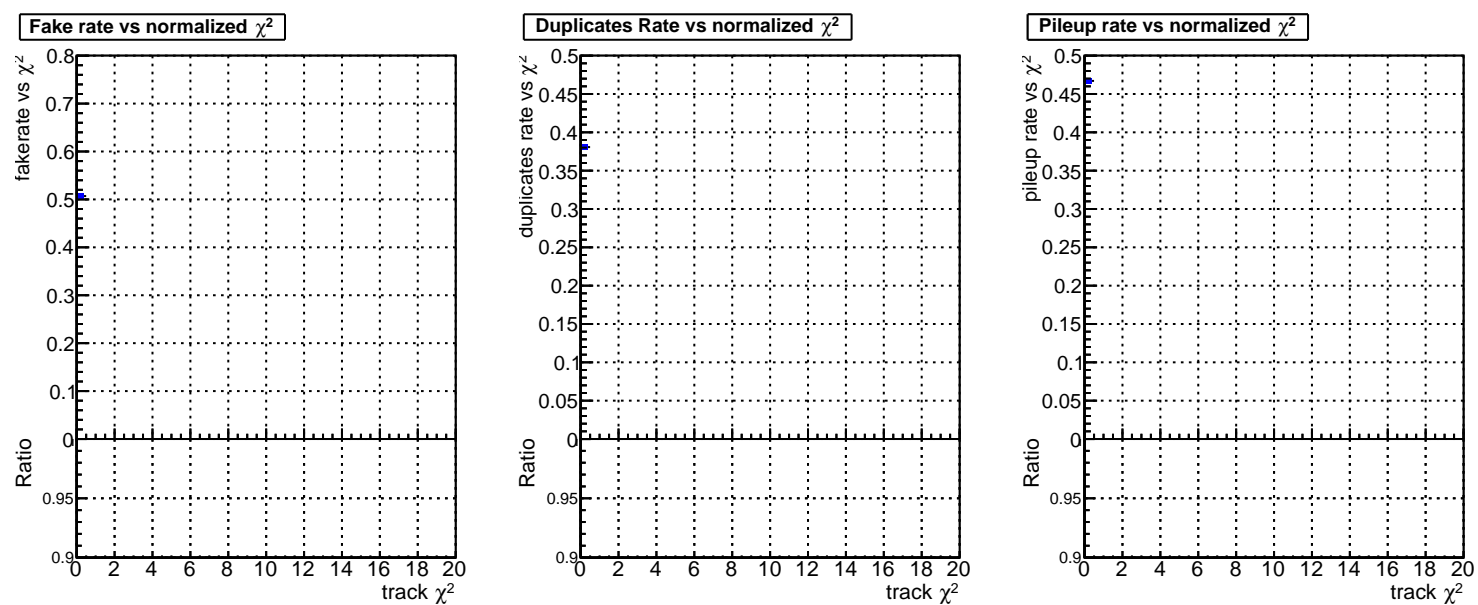 Fake rate vs normalized χ²
fakerate vs χ²
0.8
0.7
0.6
0.5
0.4
0.3
0.2
0.1
0
Ratio
0.95
0.9
0 2 4 6 8 10 12 14 16 18 20
track χ²
Duplicates Rate vs normalized χ²
duplicates rate vs χ²
0.5
0.45
0.4
0.35
0.3
0.25
0.2
0.15
0.1
0.05
0
Ratio
0.95
0.9
0 2 4 6 8 10 12 14 16 18 20
track χ²
Pileup rate vs normalized χ²
pileup rate vs χ²
0.5
0.45
0.4
0.35
0.3
0.25
0.2
0.15
0.1
0.05
0
Ratio
0.95
0.9
0 2 4 6 8 10 12 14 16 18 20
track χ²